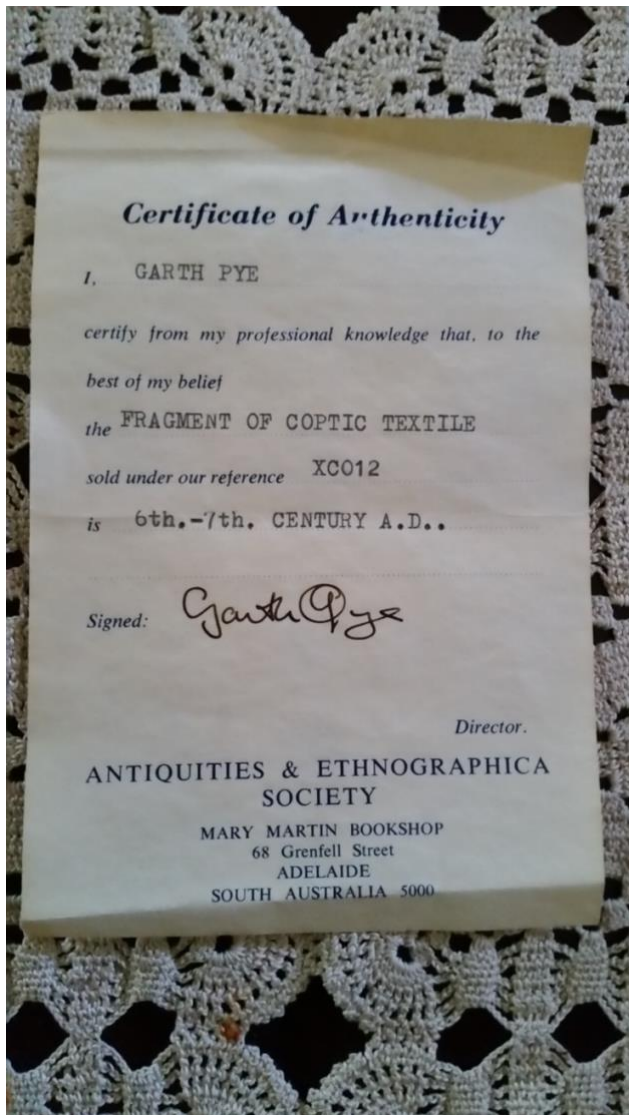 Certificate of Authenticity
I, GARTH PYE
certify from my professional knowledge that, to the
best of my belief
the FRAGMENT OF COPTIC TEXTILE
sold under our reference XCO12
is 6th.-7th. CENTURY A.D..
Signed: Garth Pye
Director.
ANTIQUITIES & ETHNOGRAPHICA
SOCIETY
MARY MARTIN BOOKSHOP
68 Grenfell Street
ADELAIDE
SOUTH AUSTRALIA 5000